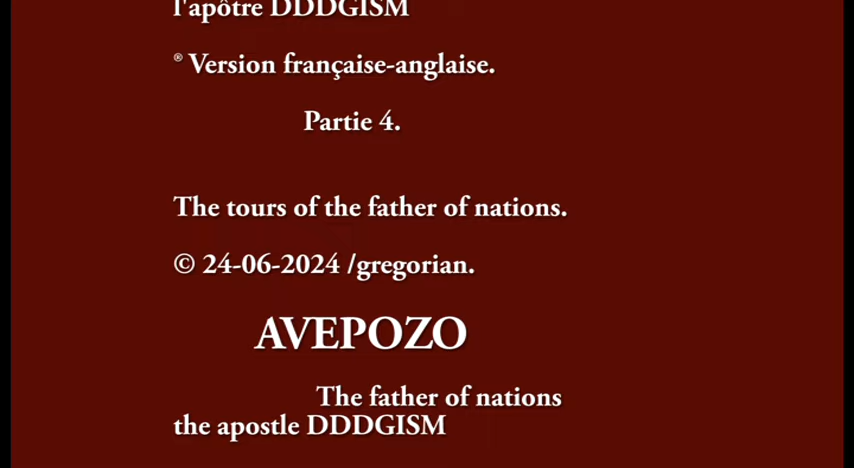 l'apôtre DDDGISM
® Version française-anglaise.
Partie 4.
The tours of the father of nations.
© 24-06-2024 /gregorian.
AVEPOZO
The father of nations
the apostle DDDGISM